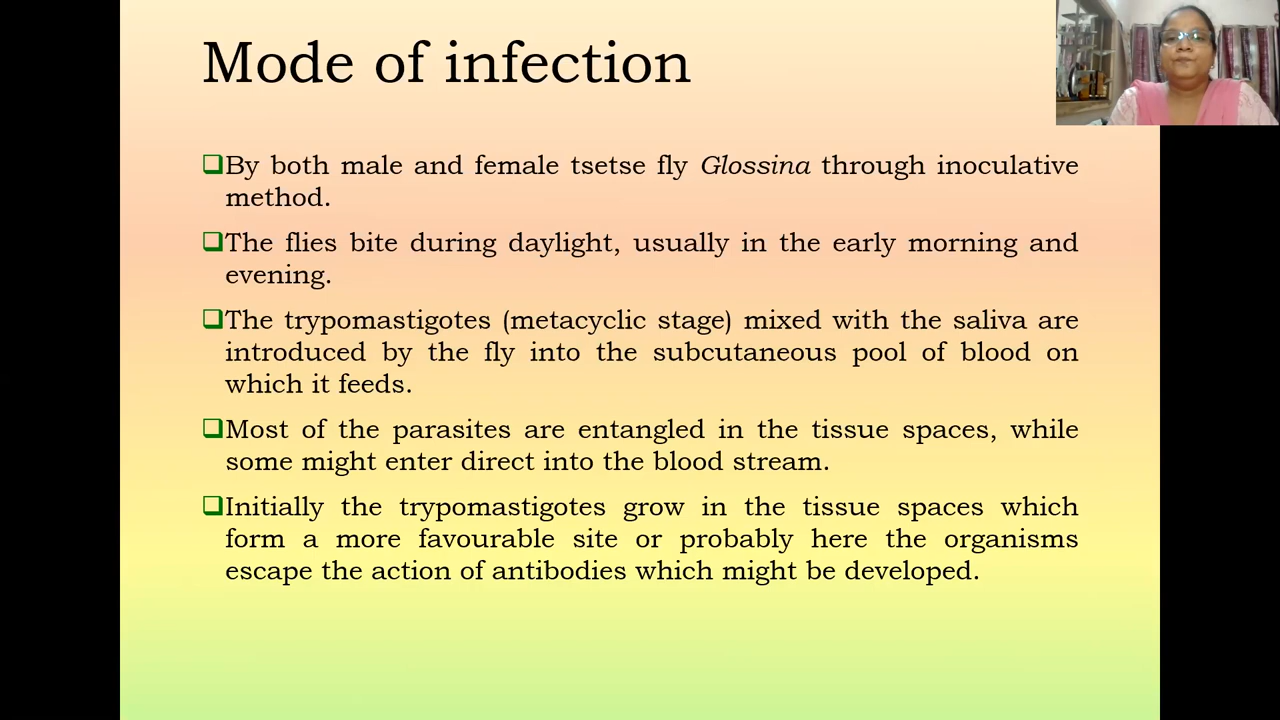 Mode of infection
By both male and female tsetse fly Glossina through inoculative
method.
The flies bite during daylight, usually in the early morning and
evening.
The trypomastigotes (metacyclic stage) mixed with the saliva are
introduced by the fly into the subcutaneous pool of blood on
which it feeds.
Most of the parasites are entangled in the tissue spaces, while
some might enter direct into the blood stream.
Initially the trypomastigotes grow in the tissue spaces which
form a more favourable site or probably here the organisms
escape the action of antibodies which might be developed.